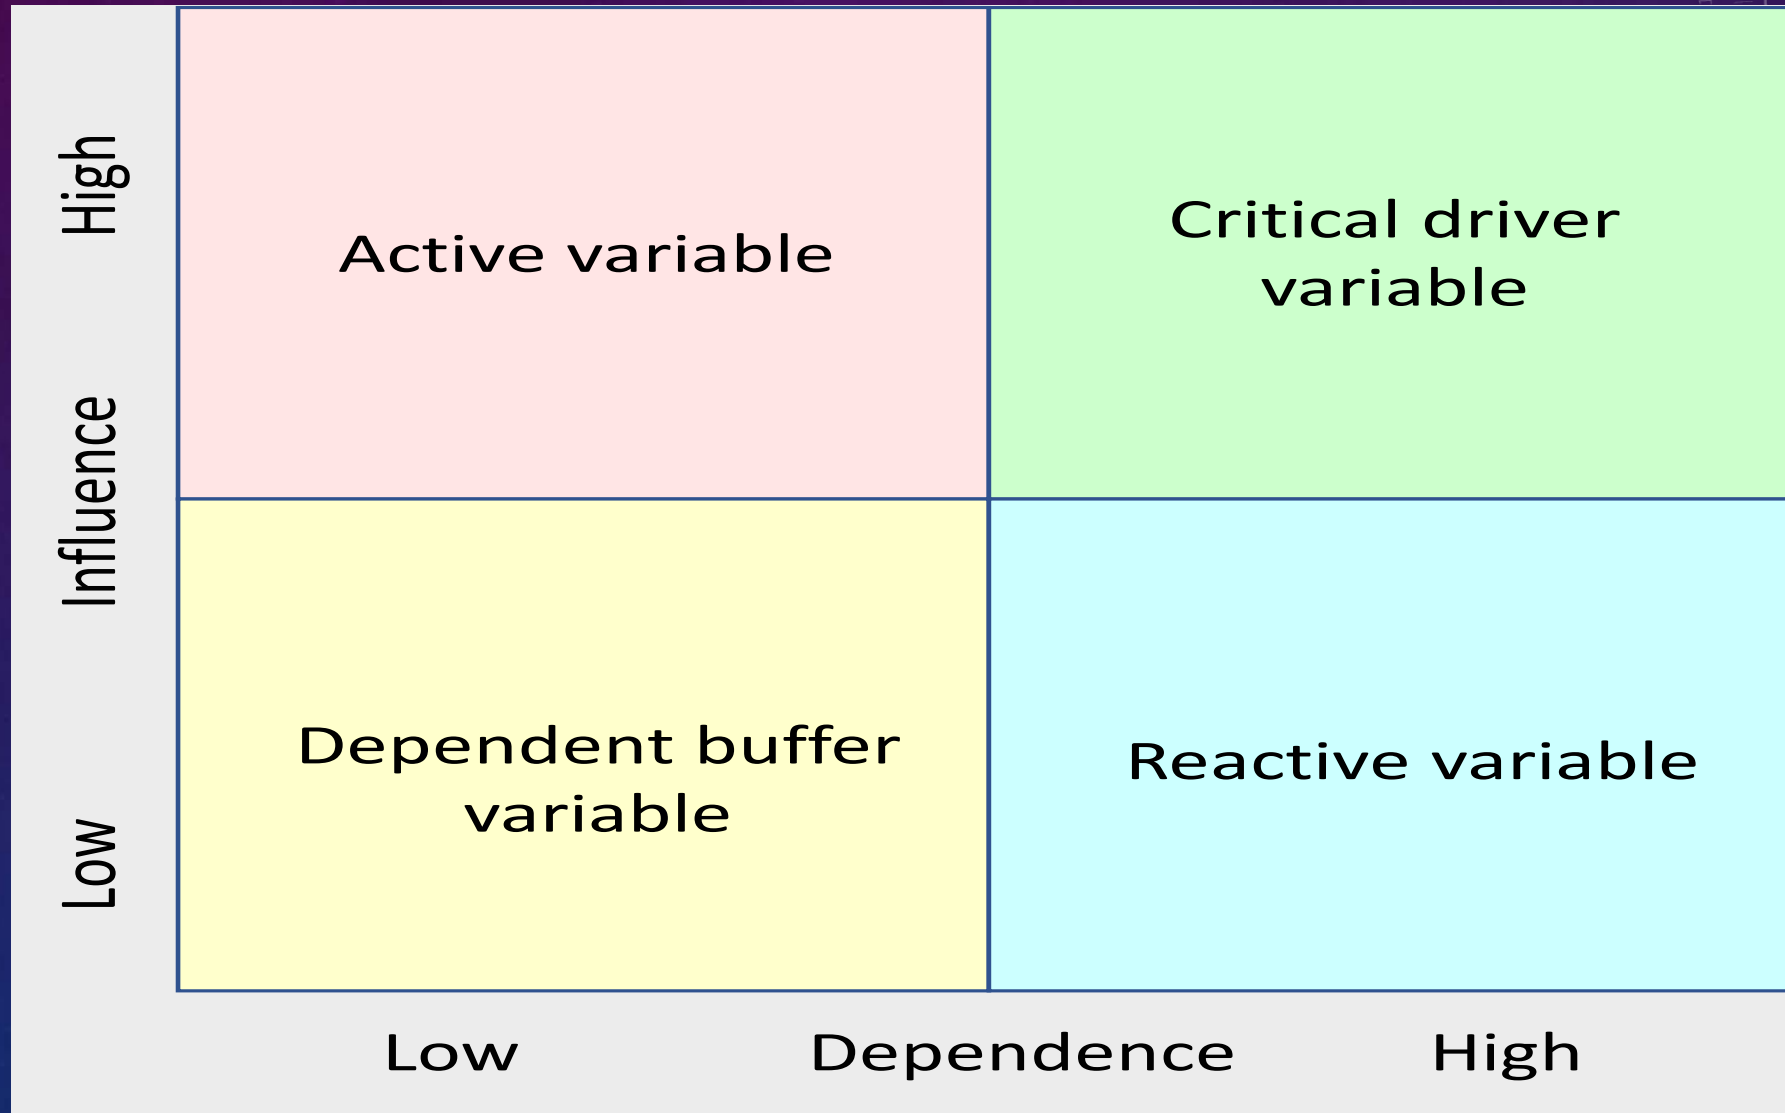 High
Influence
Low
Active variable
Critical driver
variable
Dependent buffer
variable
Reactive variable
Low
Dependence
High